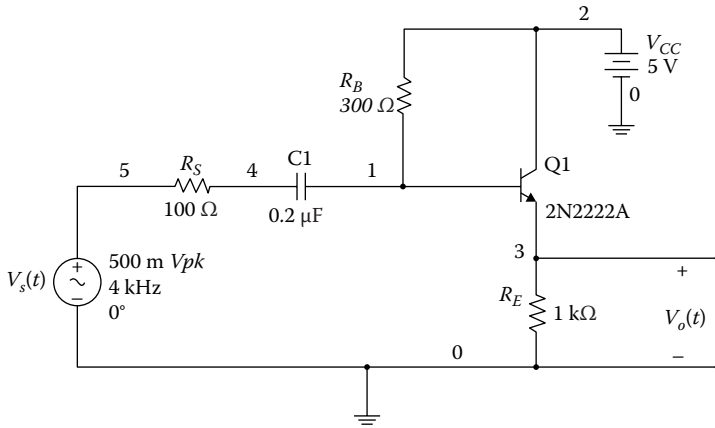 2
V_CC
5 V
0
R_B
300 Ω
5
R_S
4
C1
1
Q1
100 Ω
0.2 µF
2N2222A
3
+
V_s(t)
+
−
500 m Vpk
4 kHz
0°
R_E
1 kΩ
V_o(t)
−
0